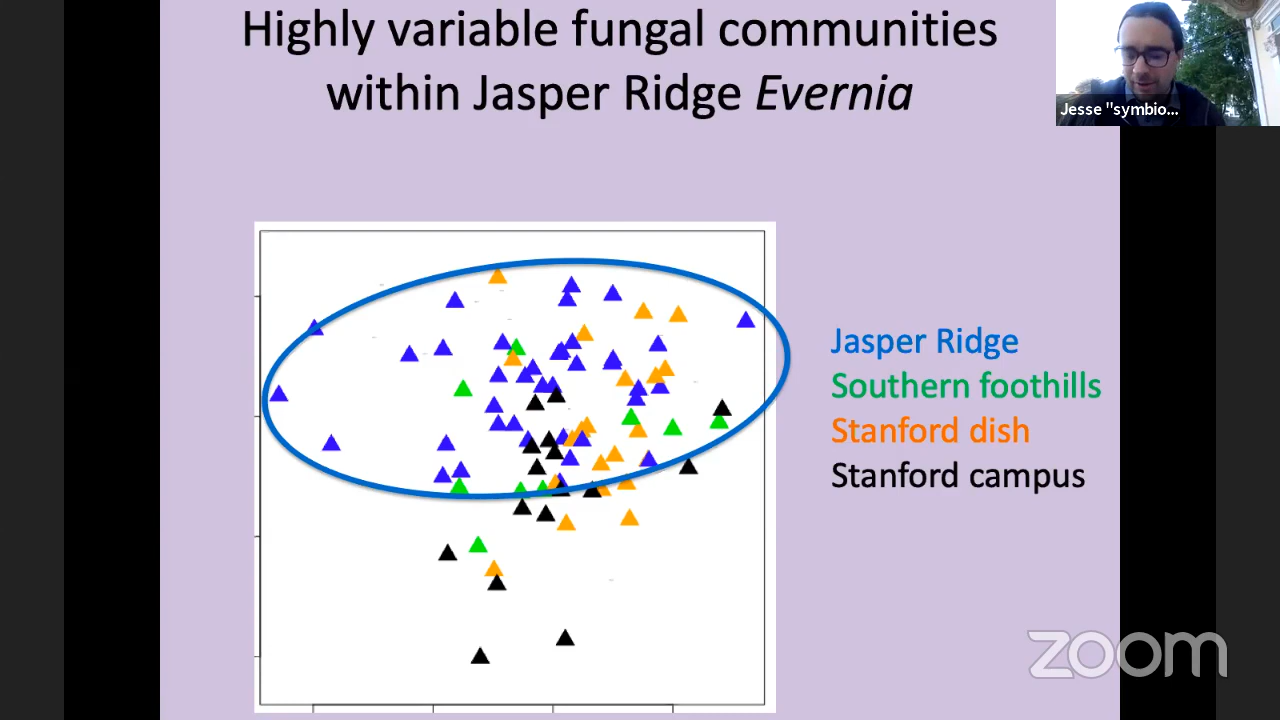 Highly variable fungal communities
within Jasper Ridge Evernia
Jesse "symbio...
Jasper Ridge
Southern foothills
Stanford dish
Stanford campus
zoom